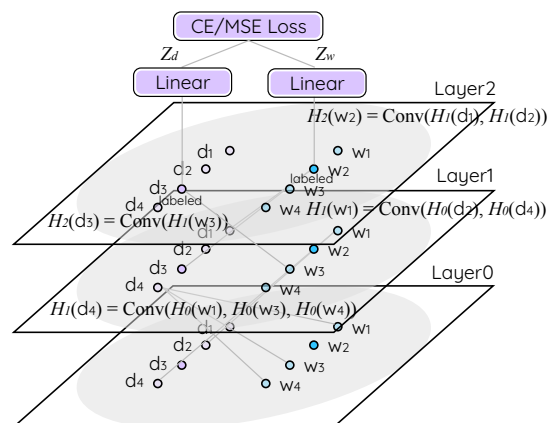 CE/MSE Loss
Zd Zw
Linear Linear
Layer2
H2(w2) = Conv(H1(d1), H1(d2))
d1 w1
d2 w2
labeled
d3 w3
labeled
Layer1
d4 w4
H1(w1) = Conv(H0(d2), H0(d4))
H2(d3) = Conv(H1(w3))
d1 w1
d2 w2
d3 w3
Layer0
d4 w4
H1(d4) = Conv(H0(w1), H0(w3), H0(w4))
d1 w1
d2 w2
d3 w3
d4 w4